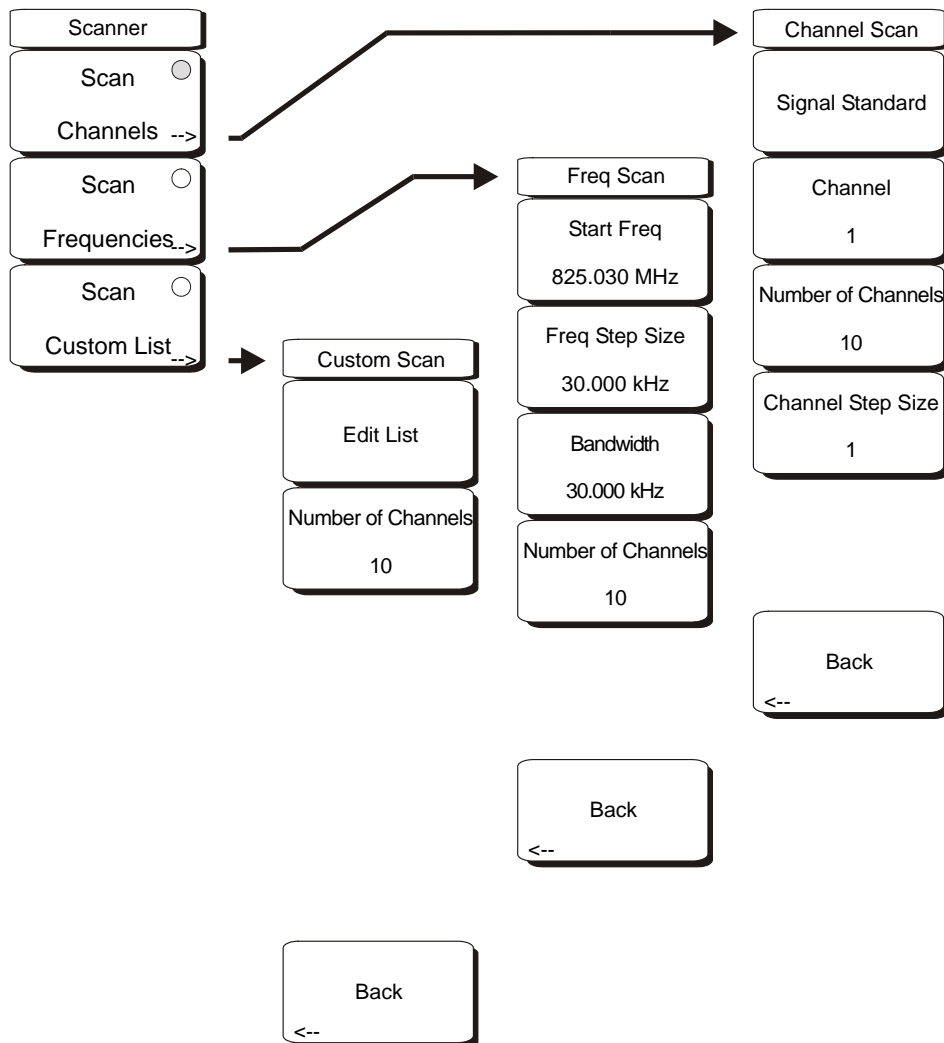 Scanner
Scan
Channels -->
Scan
Frequencies -->
Scan
Custom List -->
Custom Scan
Edit List
Number of Channels
10
Back
<--
Freq Scan
Start Freq
825.030 MHz
Freq Step Size
30.000 kHz
Bandwidth
30.000 kHz
Number of Channels
10
Back
<--
Channel Scan
Signal Standard
Channel
1
Number of Channels
10
Channel Step Size
1
Back
<--